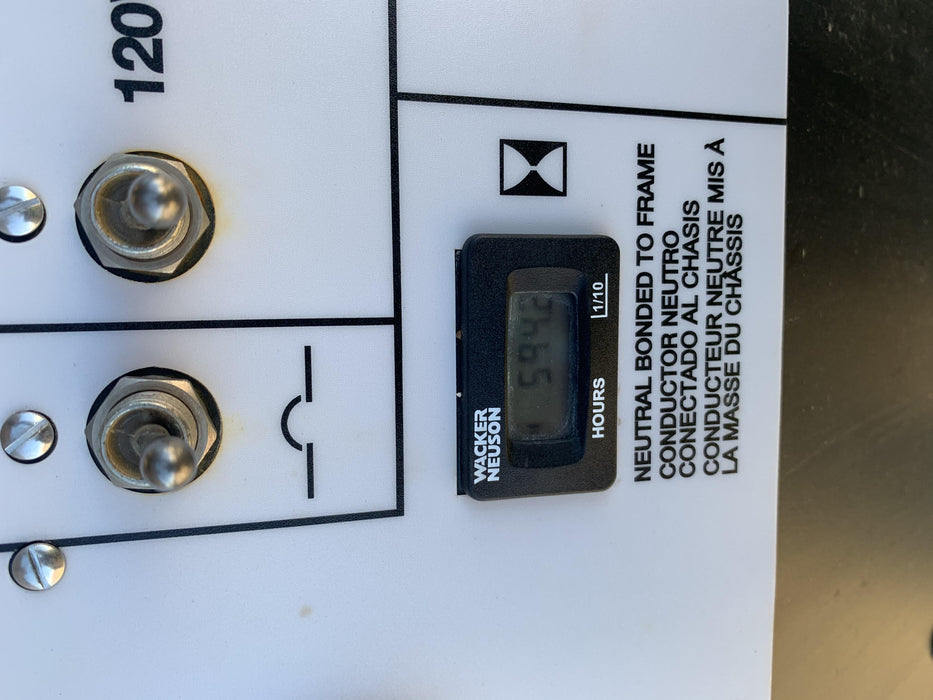 120
WACKER
NEUSON
HOURS
1/10
NEUTRAL BONDED TO FRAME
CONDUCTOR NEUTRO
CONECTADO AL CHASIS
CONDUCTEUR NEUTRE MIS À
LA MASSE DU CHÂSSIS